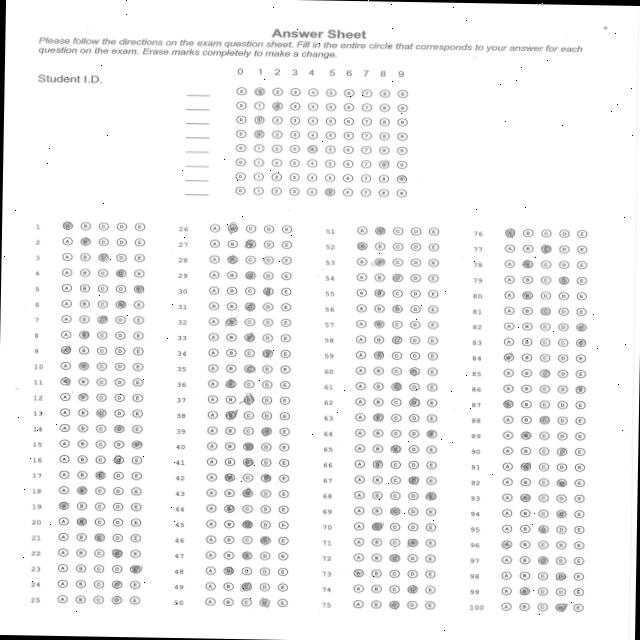 Answer Sheet
Please follow the directions on the exam question sheet. Fill in the entire circle that corresponds to your answer for each
question on the exam. Erase marks completely to make a change.
0 1 2 3 4 5 6 7 8 9
Student I.D.
1 A B C D E 26 A B C D E 51 A B C D E 76 A B C D E
2 A B C D E 27 A B C D E 52 A B C D E 77 A B C D E
3 A B C D E 28 A B C D E 53 A B C D E 78 A B C D E
4 A B C D E 29 A B C D E 54 A B C D E 79 A B C D E
5 A B C D E 30 A B C D E 55 A B C D E 80 A B C D E
6 A B C D E 31 A B C D E 56 A B C D E 81 A B C D E
7 A B C D E 32 A B C D E 57 A B C D E 82 A B C D E
8 A B C D E 33 A B C D E 58 A B C D E 83 A B C D E
9 A B C D E 34 A B C D E 59 A B C D E 84 A B C D E
10 A B C D E 35 A B C D E 60 A B C D E 85 A B C D E
11 A B C D E 36 A B C D E 61 A B C D E 86 A B C D E
12 A B C D E 37 A B C D E 62 A B C D E 87 A B C D E
13 A B C D E 38 A B C D E 63 A B C D E 88 A B C D E
14 A B C D E 39 A B C D E 64 A B C D E 89 A B C D E
15 A B C D E 40 A B C D E 65 A B C D E 90 A B C D E
16 A B C D E 41 A B C D E 66 A B C D E 91 A B C D E
17 A B C D E 42 A B C D E 67 A B C D E 92 A B C D E
18 A B C D E 43 A B C D E 68 A B C D E 93 A B C D E
19 A B C D E 44 A B C D E 69 A B C D E 94 A B C D E
20 A B C D E 45 A B C D E 70 A B C D E 95 A B C D E
21 A B C D E 46 A B C D E 71 A B C D E 96 A B C D E
22 A B C D E 47 A B C D E 72 A B C D E 97 A B C D E
23 A B C D E 48 A B C D E 73 A B C D E 98 A B C D E
24 A B C D E 49 A B C D E 74 A B C D E 99 A B C D E
25 A B C D E 50 A B C D E 75 A B C D E 100 A B C D E